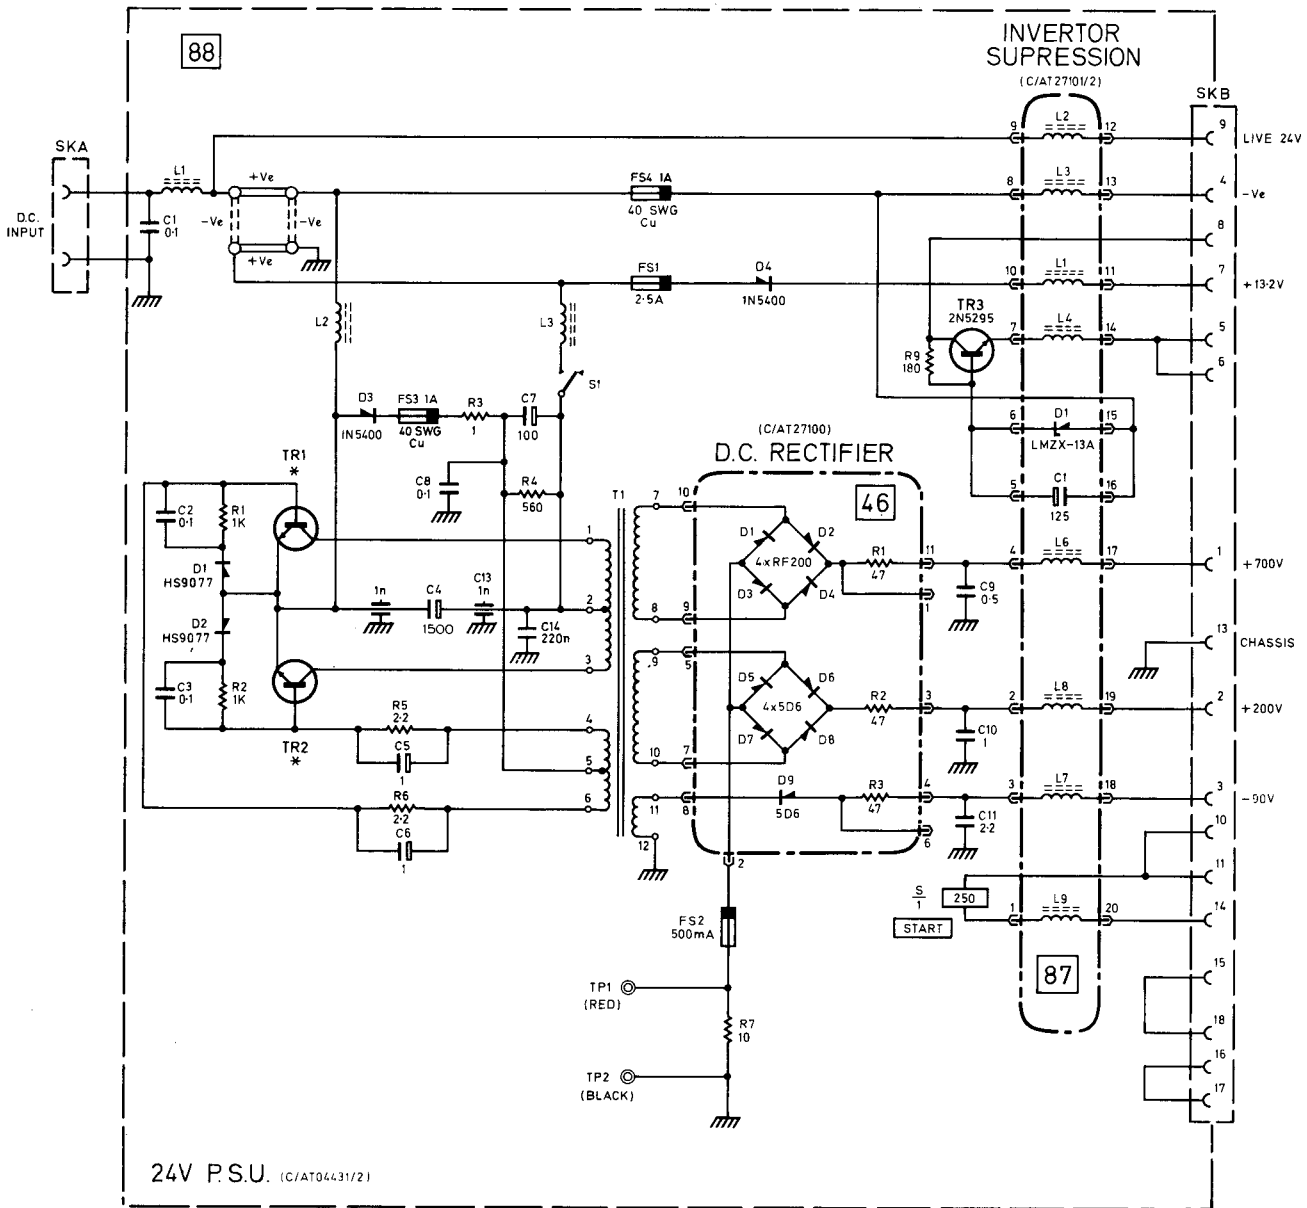 88
INVERTOR
SUPRESSION
(C/AT27101/2)
SKB
9 L2 12 9 LIVE 24V
SKA
L1
+Ve
FS4 1A
40 SWG
Cu
8 L3 13 4 -Ve
D.C.
INPUT
C1
0·1
-Ve
-Ve
+Ve
8
FS1
2·5A
D4
1N5400
10 L1 11 7 +13·2V
L2
L3
TR3
2N5295
7 L4 14 5
R9
180
6
S1
D3
1N5400
FS3 1A
40 SWG
Cu
R3
1
C7
100
6 D1 15
LMZX-13A
(C/AT27100)
D.C. RECTIFIER
TR1
*
C8
0·1
R4
560
5 C1 16
125
C2
0·1
R1
1K
T1
7 10
46
1
D1 D2
4xRF200
D3 D4
R1
47
11
4 L6 17 1 +700V
D1
HS9077
1n
C4
1500
C13
1n
2
C14
220n
8 9
1
C9
0·5
D2
HS9077
13 CHASSIS
3
9 5
C3
0·1
R2
1K
D5 D6
4x5D6
D7 D8
R2
47
3
2 L8 19 2 +200V
TR2
*
R5
2·2
C5
1
4
5
10 7
C10
1
R6
2·2
C6
1
6
11 8
D9
5D6
R3
47
4
3 L7 18 3 -90V
6
C11
2·2
10
12
2
11
S
1
250
START
1 L9 20 14
FS2
500mA
87
15
TP1
(RED)
R7
10
18
16
TP2
(BLACK)
17
24V P.S.U. (C/AT04431/2)